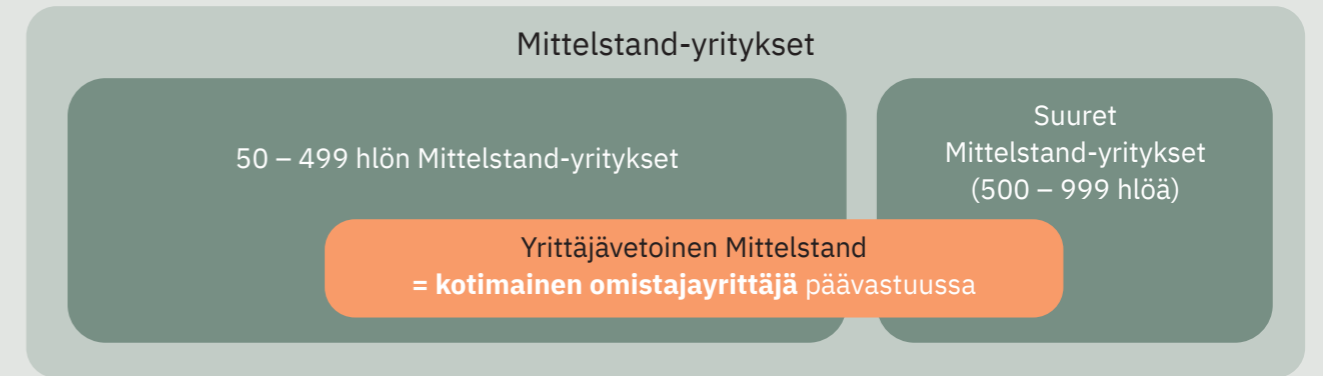 Mittelstand-yritykset
50 – 499 hlön Mittelstand-yritykset
Suuret
Mittelstand-yritykset
(500 – 999 hlöä)
Yrittäjävetoinen Mittelstand
= kotimainen omistajayrittäjä päävastuussa